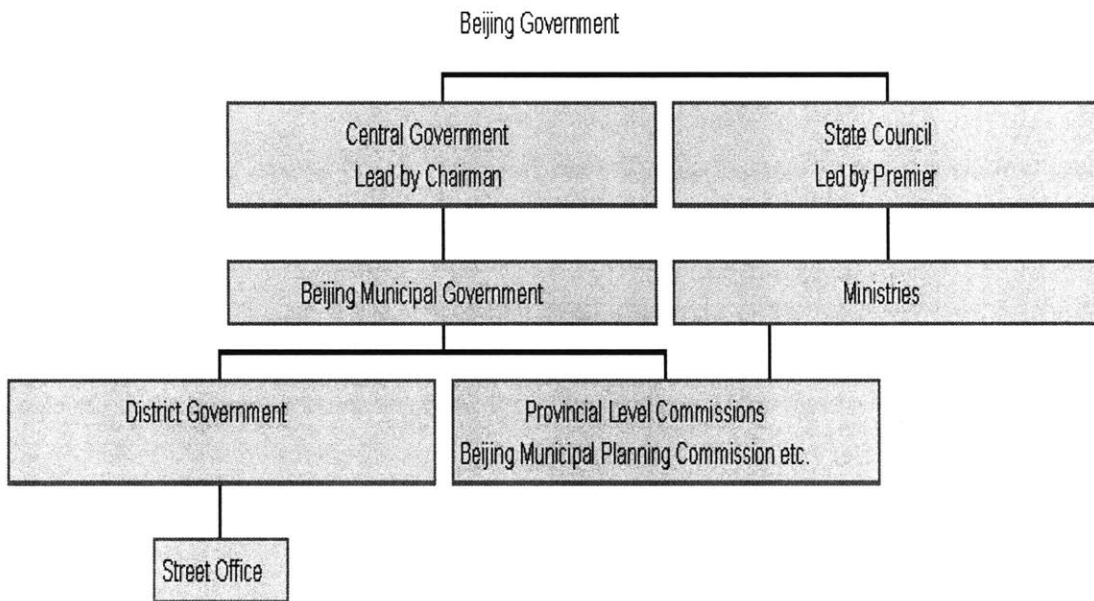 Beijing Government
Central Government
Lead by Chairman
State Council
Led by Premier
Beijing Municipal Government
Ministries
District Government
Provincial Level Commissions
Beijing Municipal Planning Commission etc.
Street Office